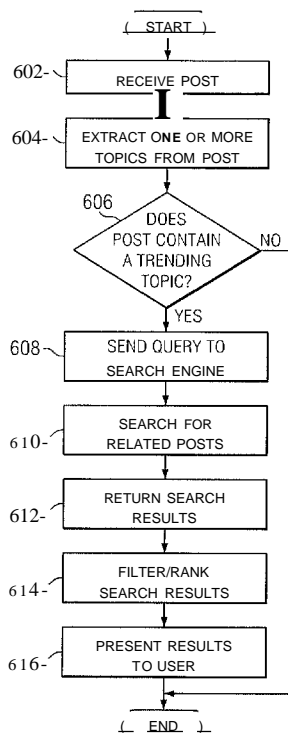 ( START )
602-
RECEIVE POST
I
604-
EXTRACT ONE OR MORE
TOPICS FROM POST
606
DOES
POST CONTAIN
A TRENDING
TOPIC?
NO
YES
608-
SEND QUERY TO
SEARCH ENGINE
610-
SEARCH FOR
RELATED POSTS
612-
RETURN SEARCH
RESULTS
614-
FILTER/RANK
SEARCH RESULTS
616-
PRESENT RESULTS
TO USER
( END )